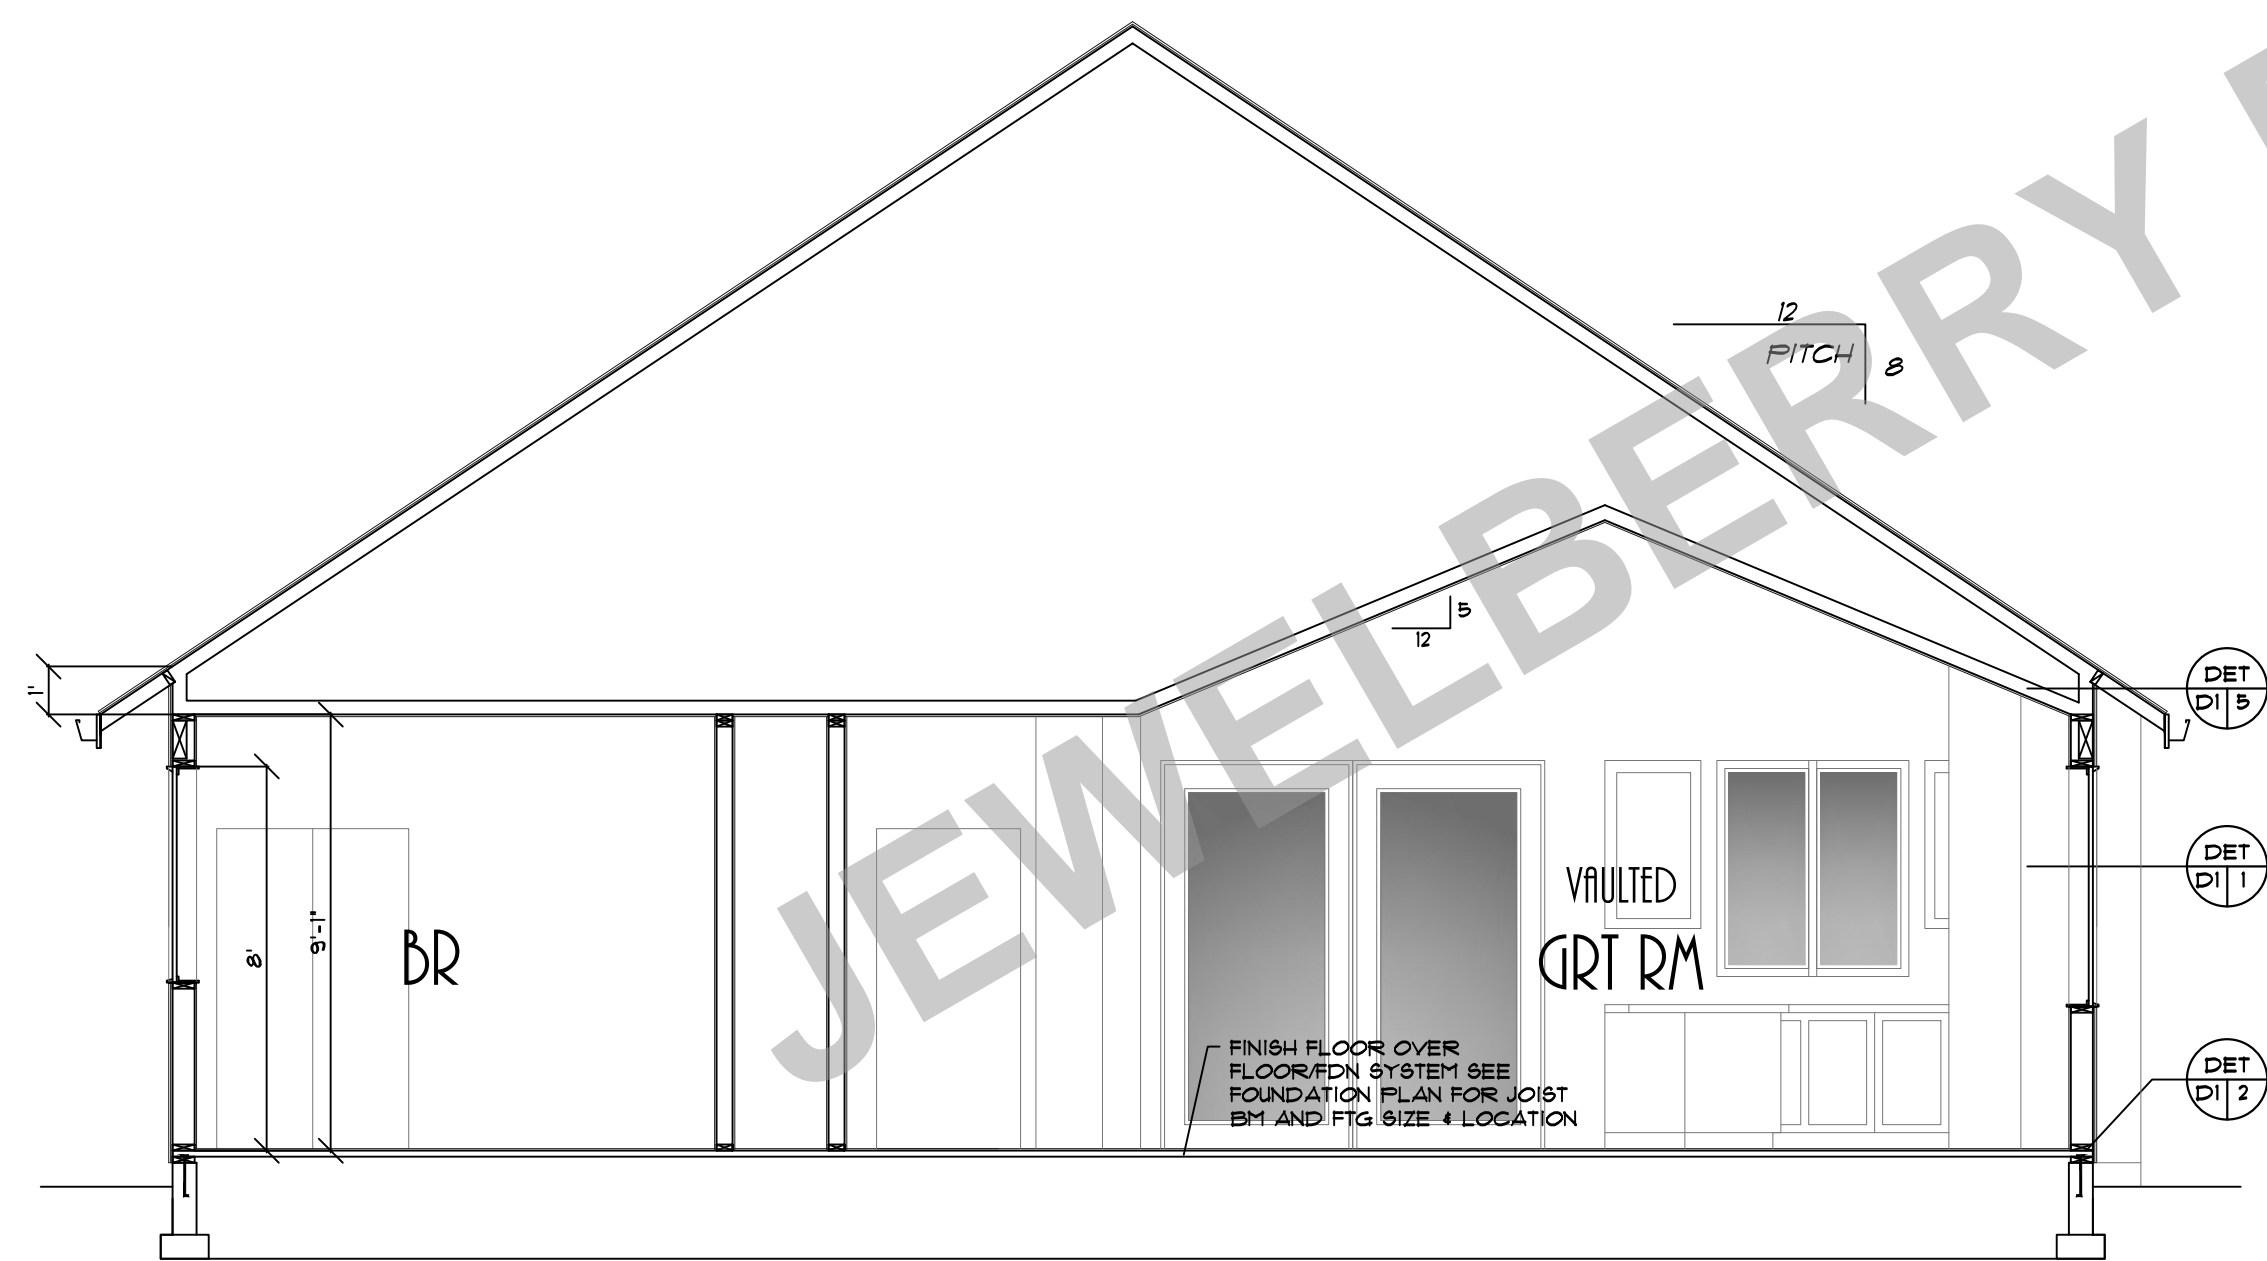 12
PITCH
8
5
12
1'
DET
D1 5
DET
D1 1
DET
D1 2
8'
9'-1"
BR
VAULTED
GRT RM
FINISH FLOOR OVER
FLOOR/FDN SYSTEM SEE
FOUNDATION PLAN FOR JOIST
BM AND FTG SIZE & LOCATION
JEWELBERRY